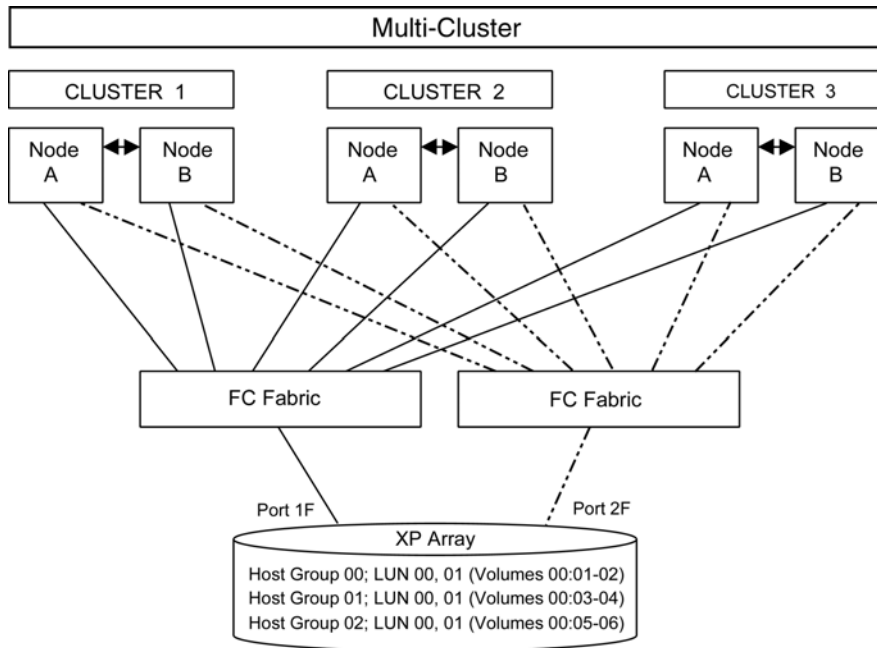 Multi-Cluster
CLUSTER 1
CLUSTER 2
CLUSTER 3
Node
A
Node
B
Node
A
Node
B
Node
A
Node
B
FC Fabric
FC Fabric
Port 1F
Port 2F
XP Array
Host Group 00; LUN 00, 01 (Volumes 00:01-02)
Host Group 01; LUN 00, 01 (Volumes 00:03-04)
Host Group 02; LUN 00, 01 (Volumes 00:05-06)